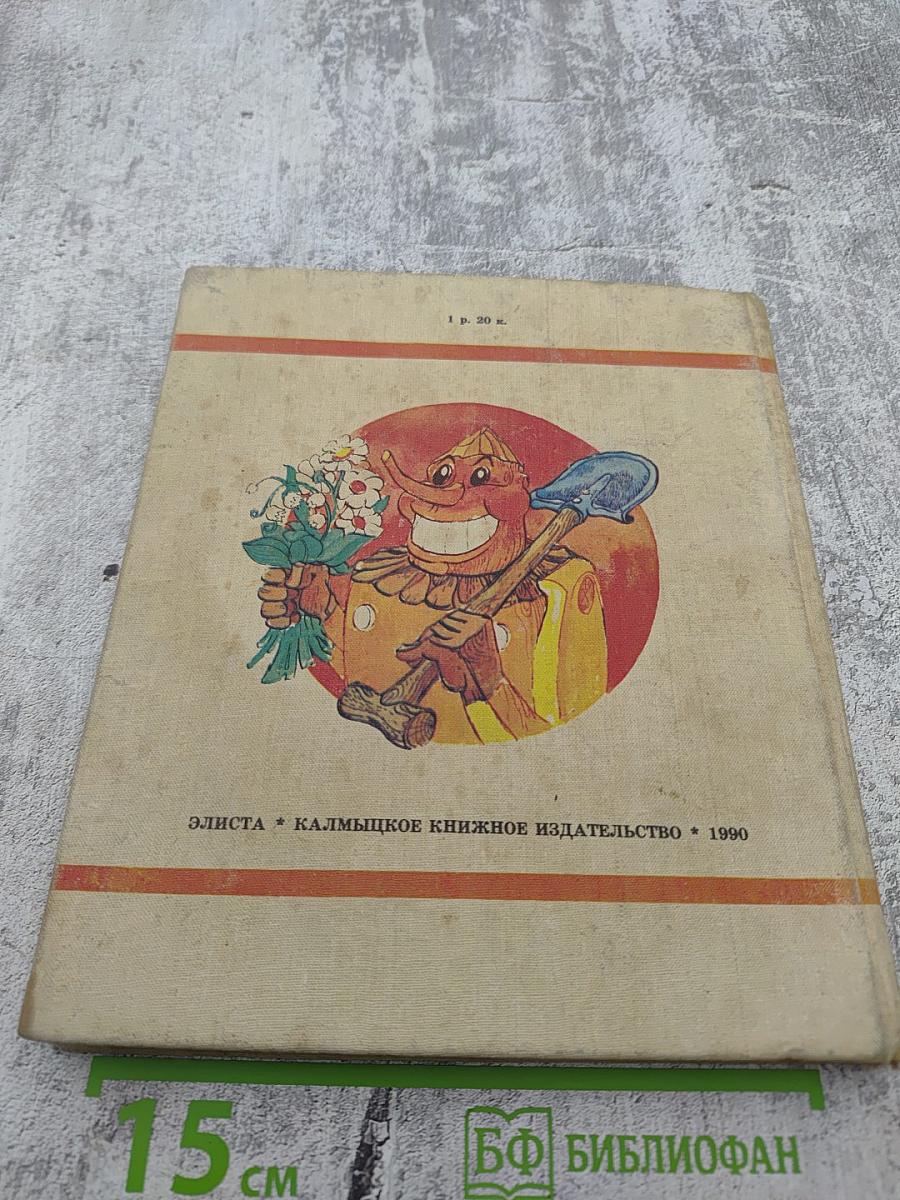 1 р. 20 к.
ЭЛИСТА * КАЛМЫЦКОЕ КНИЖНОЕ ИЗДАТЕЛЬСТВО * 1990
15 см
БФ БИБЛИОФАН